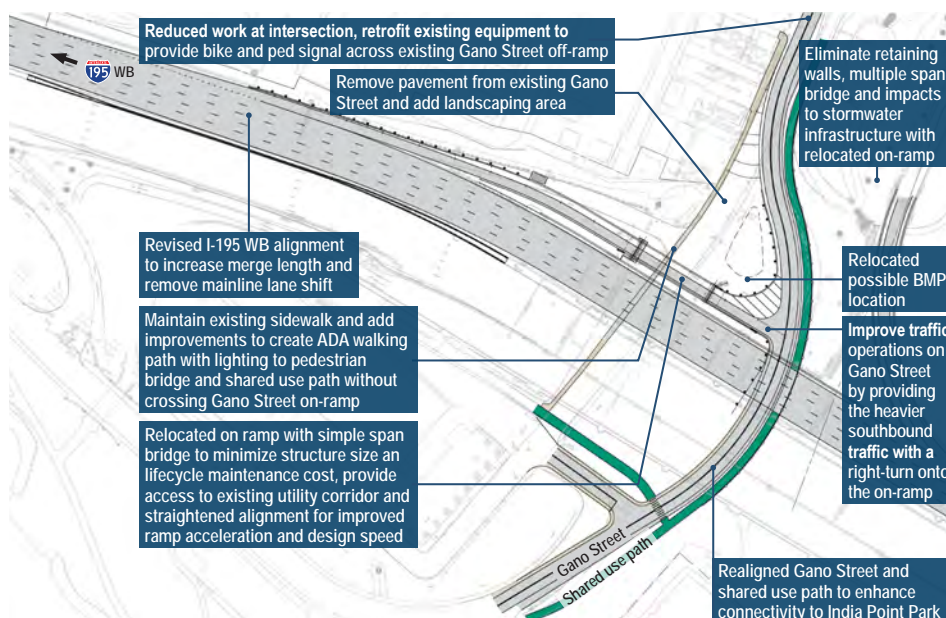 Reduced work at intersection, retrofit existing equipment to
provide bike and ped signal across existing Gano Street off-ramp
195 WB
Remove pavement from existing Gano
Street and add landscaping area
Eliminate retaining
walls, multiple span
bridge and impacts
to stormwater
infrastructure with
relocated on-ramp
Revised I-195 WB alignment
to increase merge length and
remove mainline lane shift
Relocated
possible BMP
location
Maintain existing sidewalk and add
improvements to create ADA walking
path with lighting to pedestrian
bridge and shared use path without
crossing Gano Street on-ramp
Improve traffic
operations on
Gano Street
by providing
the heavier
southbound
traffic with a
right-turn onto
the on-ramp
Relocated on ramp with simple span
bridge to minimize structure size an
lifecycle maintenance cost, provide
access to existing utility corridor and
straightened alignment for improved
ramp acceleration and design speed
Gano Street
Shared use path
Realigned Gano Street and
shared use path to enhance
connectivity to India Point Park